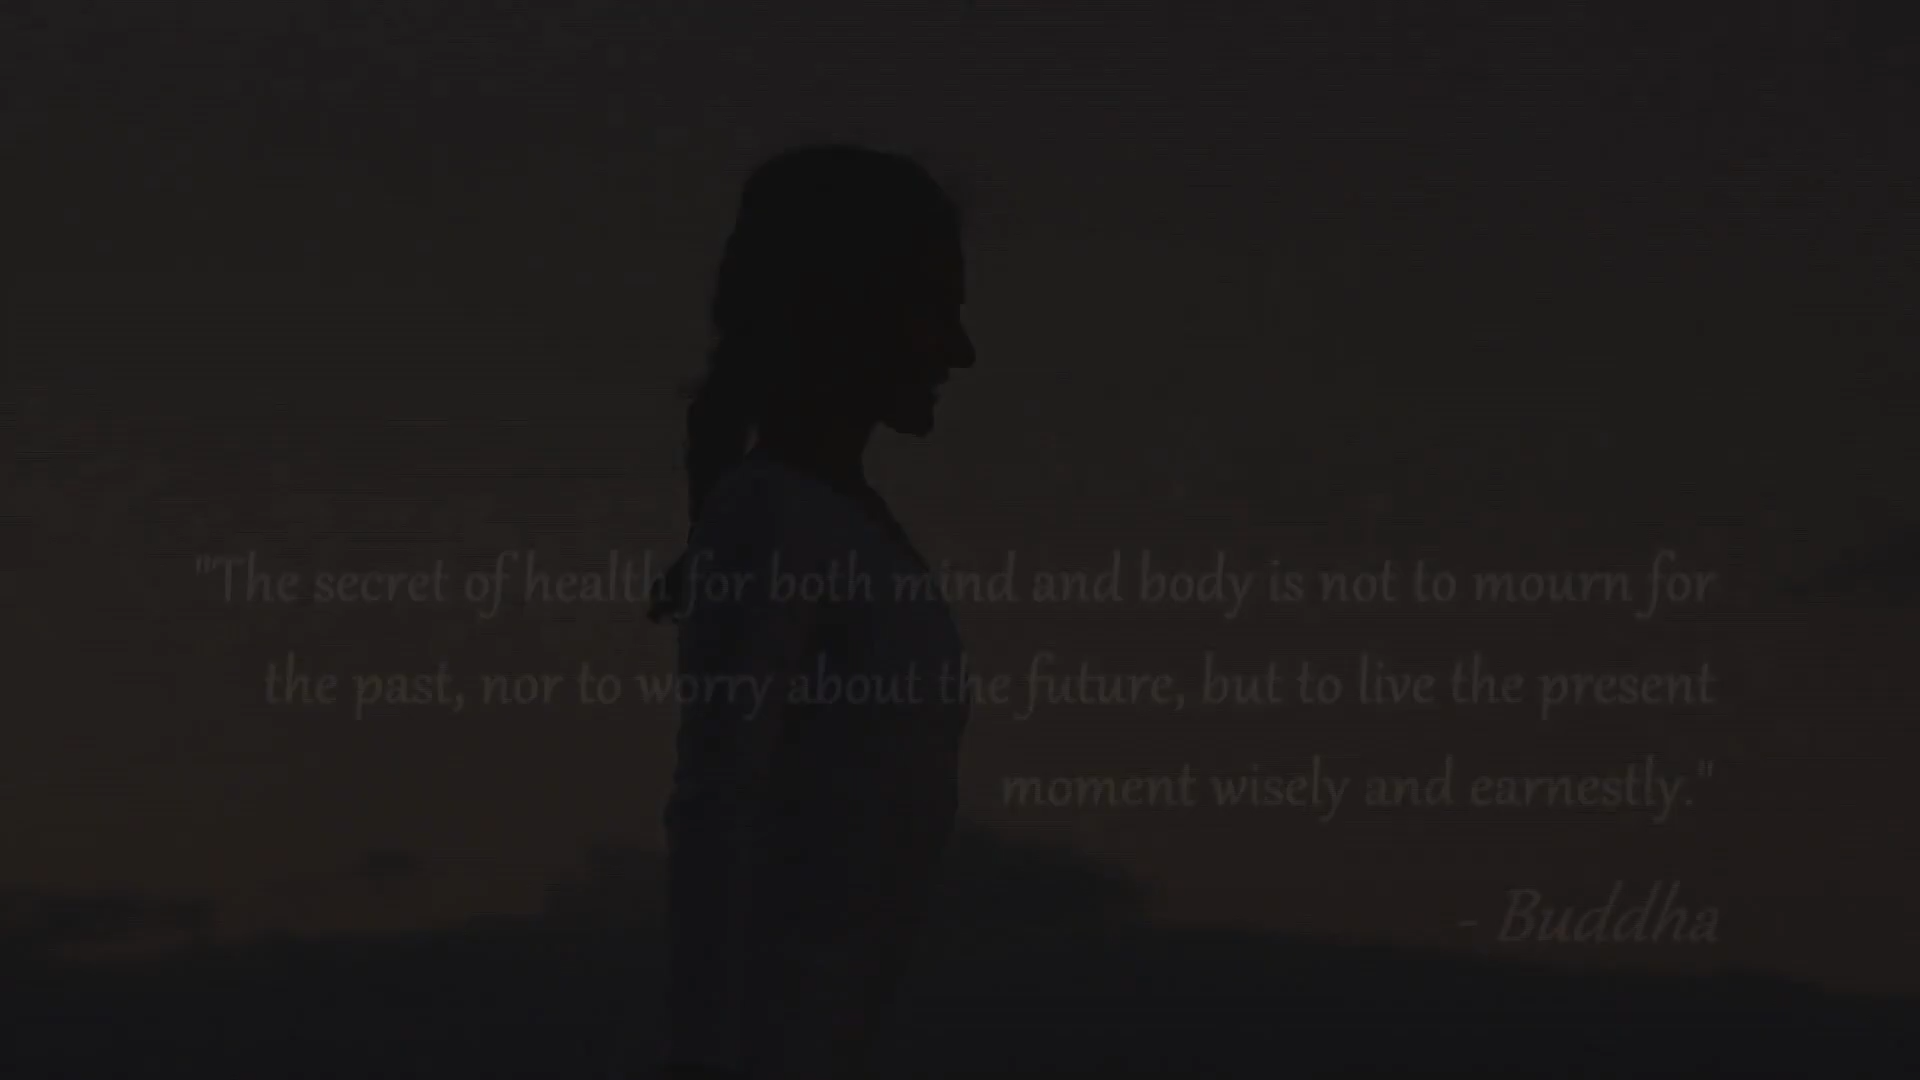 "The secret of health for both mind and body is not to mourn for
the past, nor to worry about the future, but to live the present
moment wisely and earnestly."
- Buddha